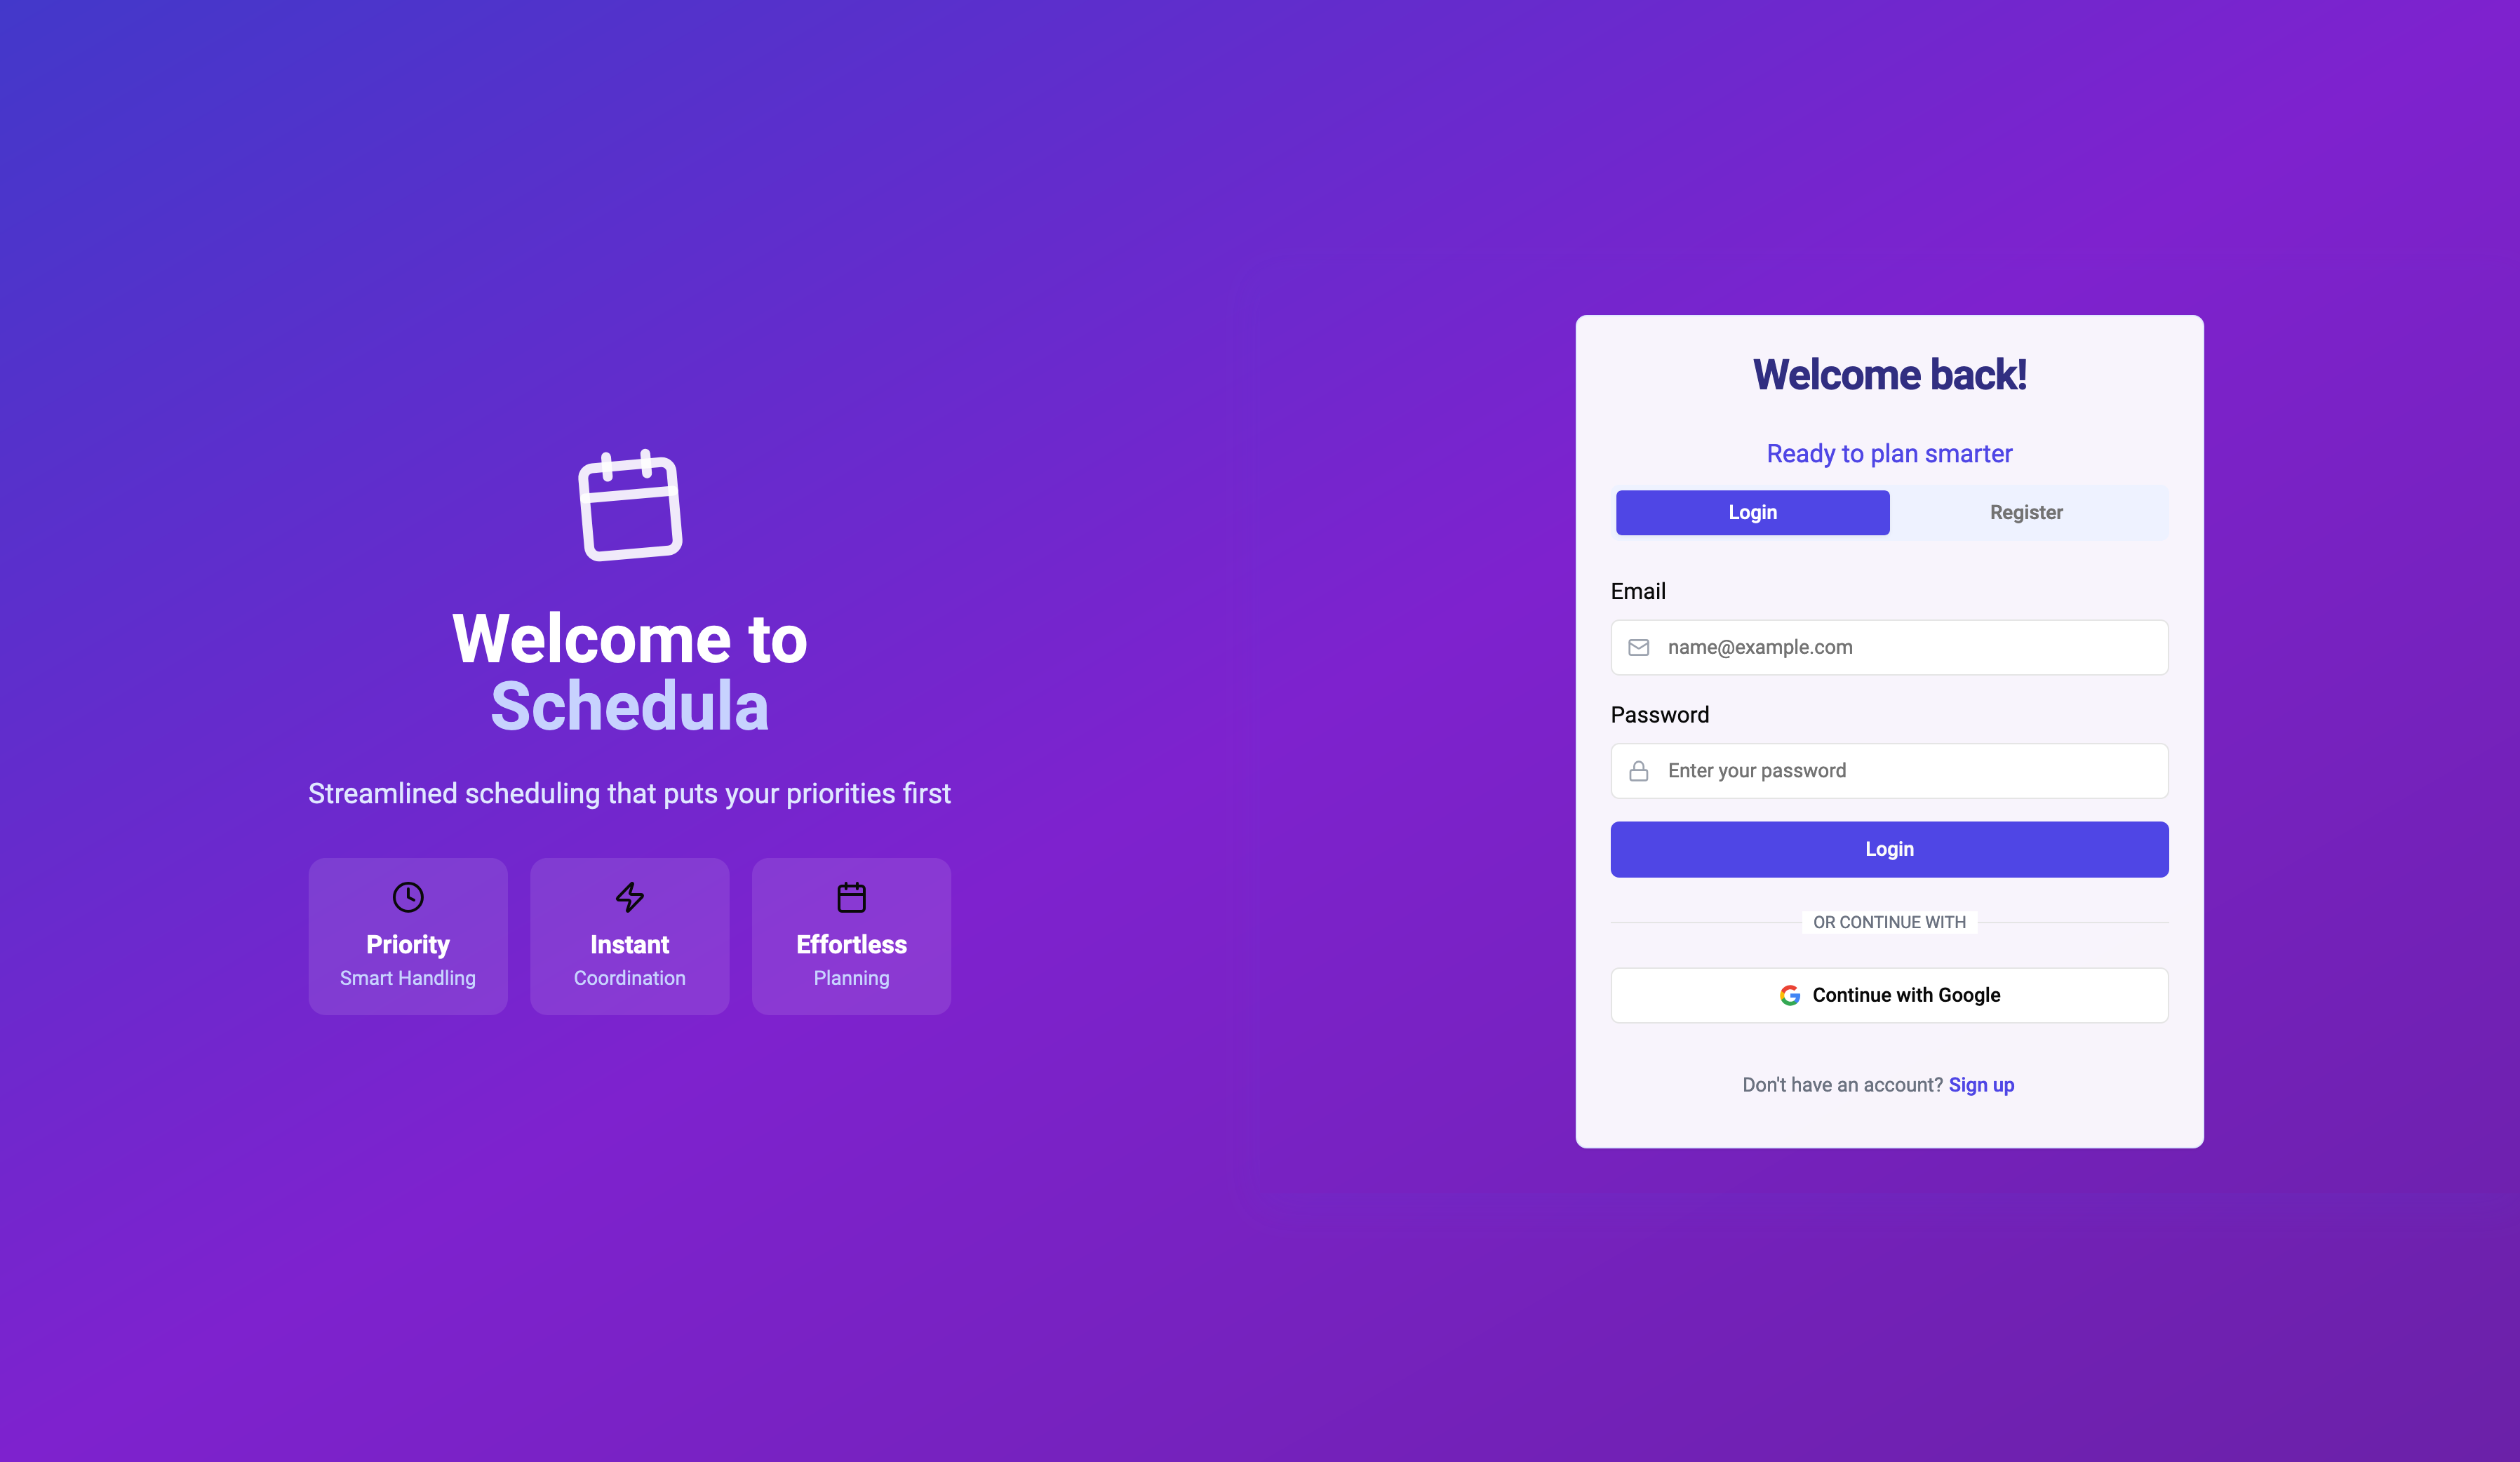 Welcome to
Schedula
Streamlined scheduling that puts your priorities first
Priority
Smart Handling
Instant
Coordination
Effortless
Planning
Welcome back!
Ready to plan smarter
Login
Register
Email
name@example.com
Password
Enter your password
Login
OR CONTINUE WITH
Continue with Google
Don't have an account? Sign up